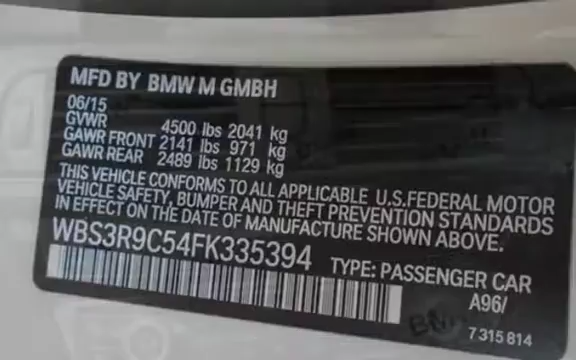 MFD BY BMW M GMBH
06/15
GVWR 4500 lbs 2041 kg
GAWR FRONT 2141 lbs 971 kg
GAWR REAR 2489 lbs 1129 kg
THIS VEHICLE CONFORMS TO ALL APPLICABLE U.S.FEDERAL MOTOR
VEHICLE SAFETY, BUMPER AND THEFT PREVENTION STANDARDS
IN EFFECT ON THE DATE OF MANUFACTURE SHOWN ABOVE.
WBS3R9C54FK335394 TYPE: PASSENGER CAR
A96/
7 315 814